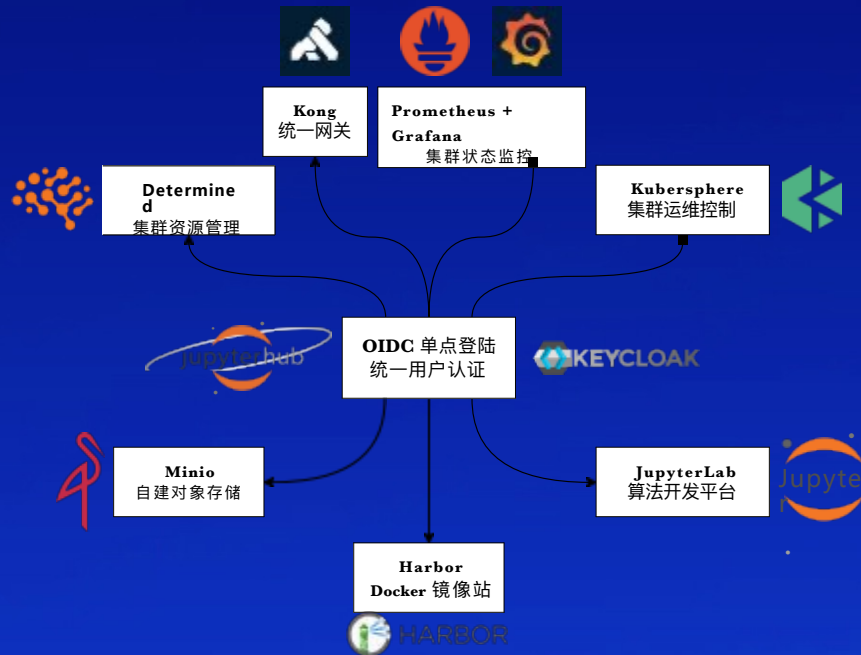 Kong
统一网关
Prometheus +
Grafana
集群状态监控
Determine
d
集群资源管理
Kubersphere
集群运维控制
OIDC 单点登陆
统一用户认证
jupyterhub
KEYCLOAK
Minio
自建对象存储
JupyterLab
算法开发平台
Jupyte
r
Harbor
Docker 镜像站
HARBOR